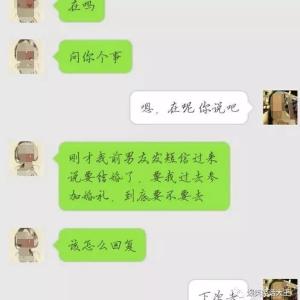 在吗
问你个事
嗯，在呢你说吧
刚才我前男友发短信过来
说要结婚了，要我过去参
加婚礼，到底要不要去
该怎么回复
下次去